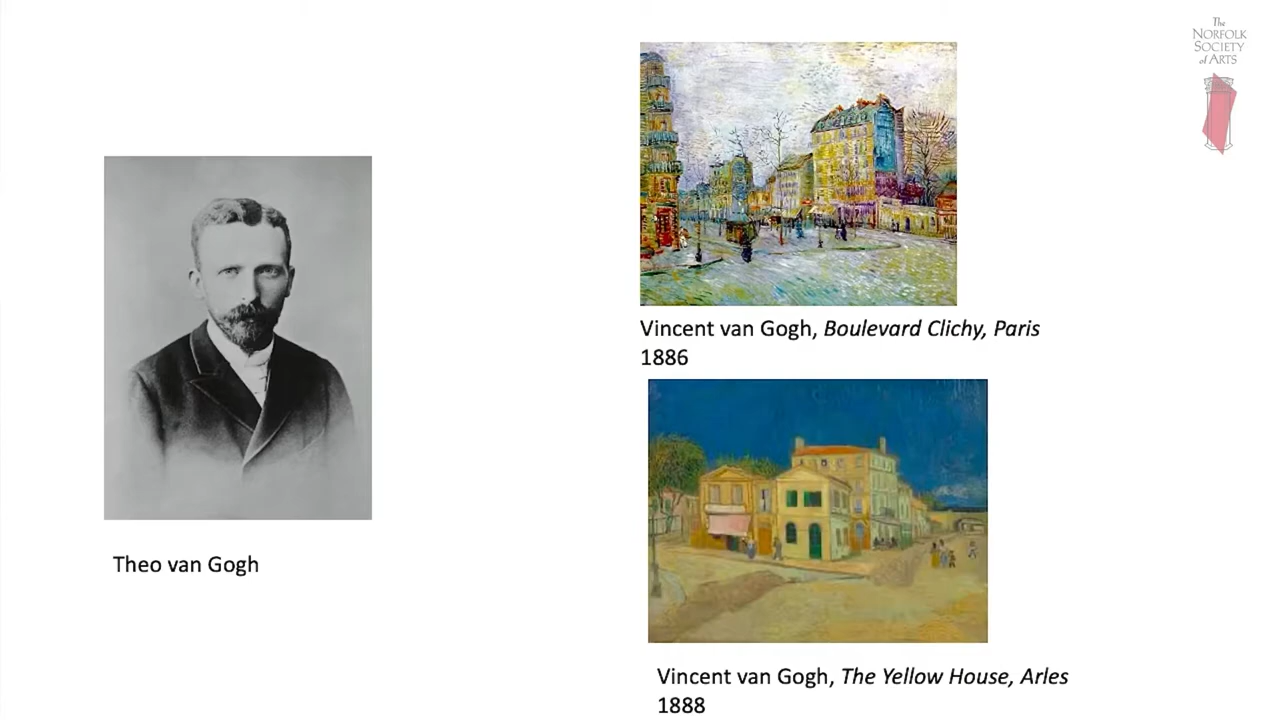 The
NORFOLK
SOCIETY
of ARTS
Vincent van Gogh, Boulevard Clichy, Paris
1886
Theo van Gogh
Vincent van Gogh, The Yellow House, Arles
1888